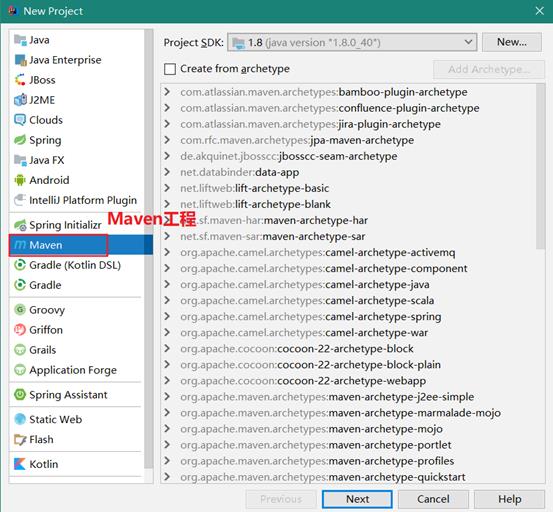 New Project
Java
Java Enterprise
JBoss
J2ME
Clouds
Spring
Java FX
Android
IntelliJ Platform Plugin
Spring Initializr
Maven
Maven工程
Gradle (Kotlin DSL)
Gradle
Groovy
Griffon
Grails
Application Forge
Spring Assistant
Static Web
Flash
Kotlin
Project SDK: 1.8 (java version "1.8.0_40") New...
Create from archetype Add Archetype...
com.atlassian.maven.archetypes:bamboo-plugin-archetype
com.atlassian.maven.archetypes:confluence-plugin-archetype
com.atlassian.maven.archetypes:jira-plugin-archetype
com.rfc.maven.archetypes:jpa-maven-archetype
de.akquinet.jbosscc:jbosscc-seam-archetype
net.databinder:data-app
net.liftweb:lift-archetype-basic
net.liftweb:lift-archetype-blank
.sf.maven-har:maven-archetype-har
net.sf.maven-sar:maven-archetype-sar
org.apache.camel.archetypes:camel-archetype-activemq
org.apache.camel.archetypes:camel-archetype-component
org.apache.camel.archetypes:camel-archetype-java
org.apache.camel.archetypes:camel-archetype-scala
org.apache.camel.archetypes:camel-archetype-spring
org.apache.camel.archetypes:camel-archetype-war
org.apache.cocoon:cocoon-22-archetype-block
org.apache.cocoon:cocoon-22-archetype-block-plain
org.apache.cocoon:cocoon-22-archetype-webapp
org.apache.maven.archetypes:maven-archetype-j2ee-simple
org.apache.maven.archetypes:maven-archetype-marmalade-mojo
org.apache.maven.archetypes:maven-archetype-mojo
org.apache.maven.archetypes:maven-archetype-portlet
org.apache.maven.archetypes:maven-archetype-profiles
org.apache.maven.archetypes:maven-archetype-quickstart
Previous Next Cancel Help